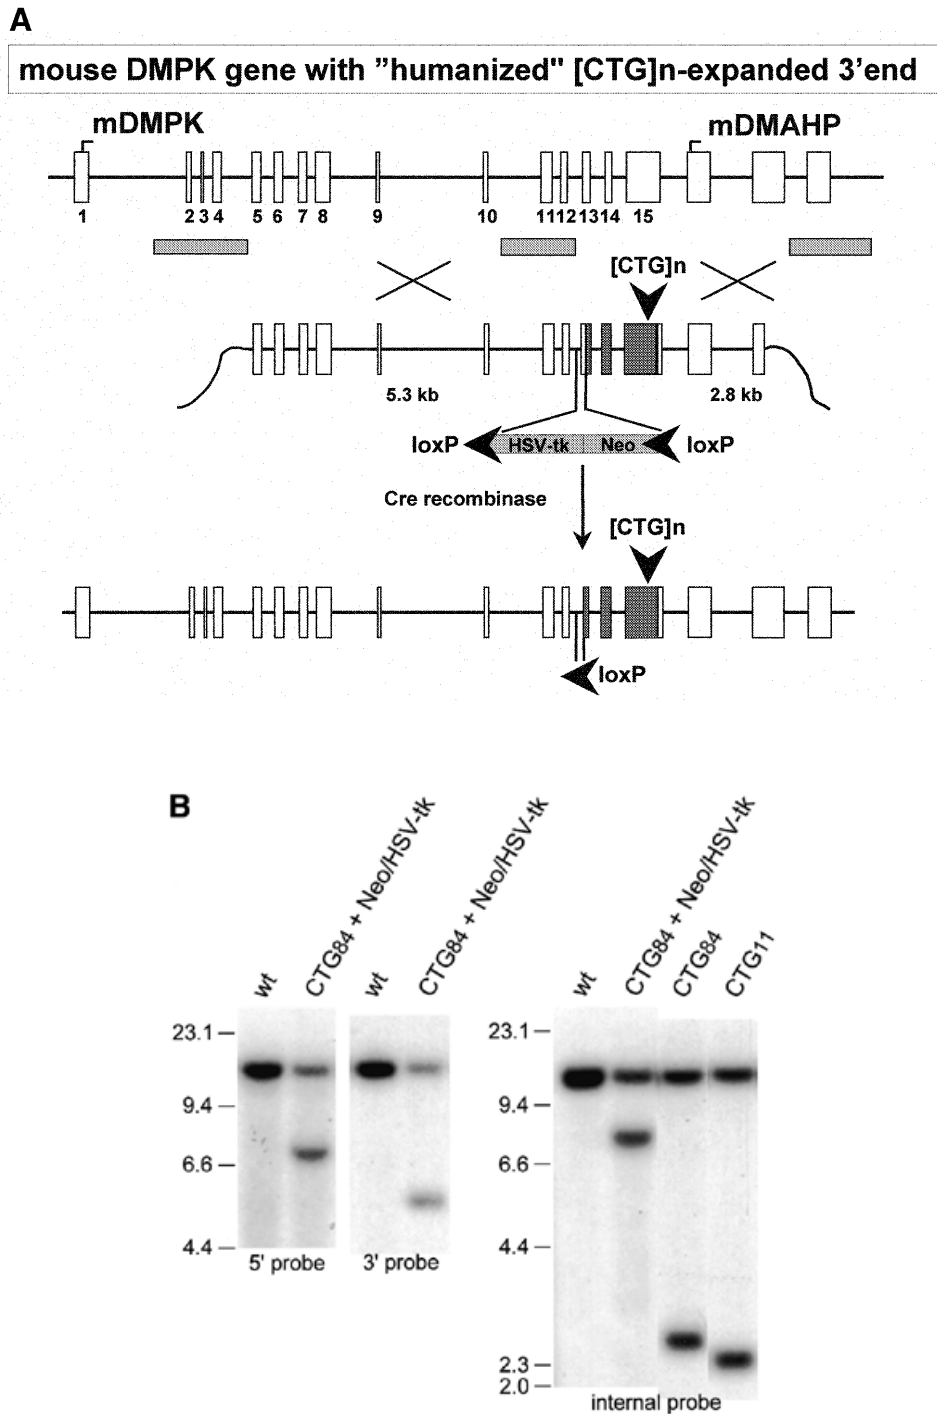 A
mouse DMPK gene with ”humanized" [CTG]n-expanded 3’end
mDMPK
mDMAHP
1 2 3 4 5 6 7 8 9 10 11 12 13 14 15
[CTG]n
5.3 kb
2.8 kb
loxP HSV-tk Neo loxP
Cre recombinase
[CTG]n
loxP
B
wt
CTG84 + Neo/HSV-tk
wt
CTG84 + Neo/HSV-tk
23.1
9.4
6.6
4.4
5' probe
3' probe
wt
CTG84 + Neo/HSV-tk
CTG84
CTG11
23.1
9.4
6.6
4.4
2.3
2.0
internal probe